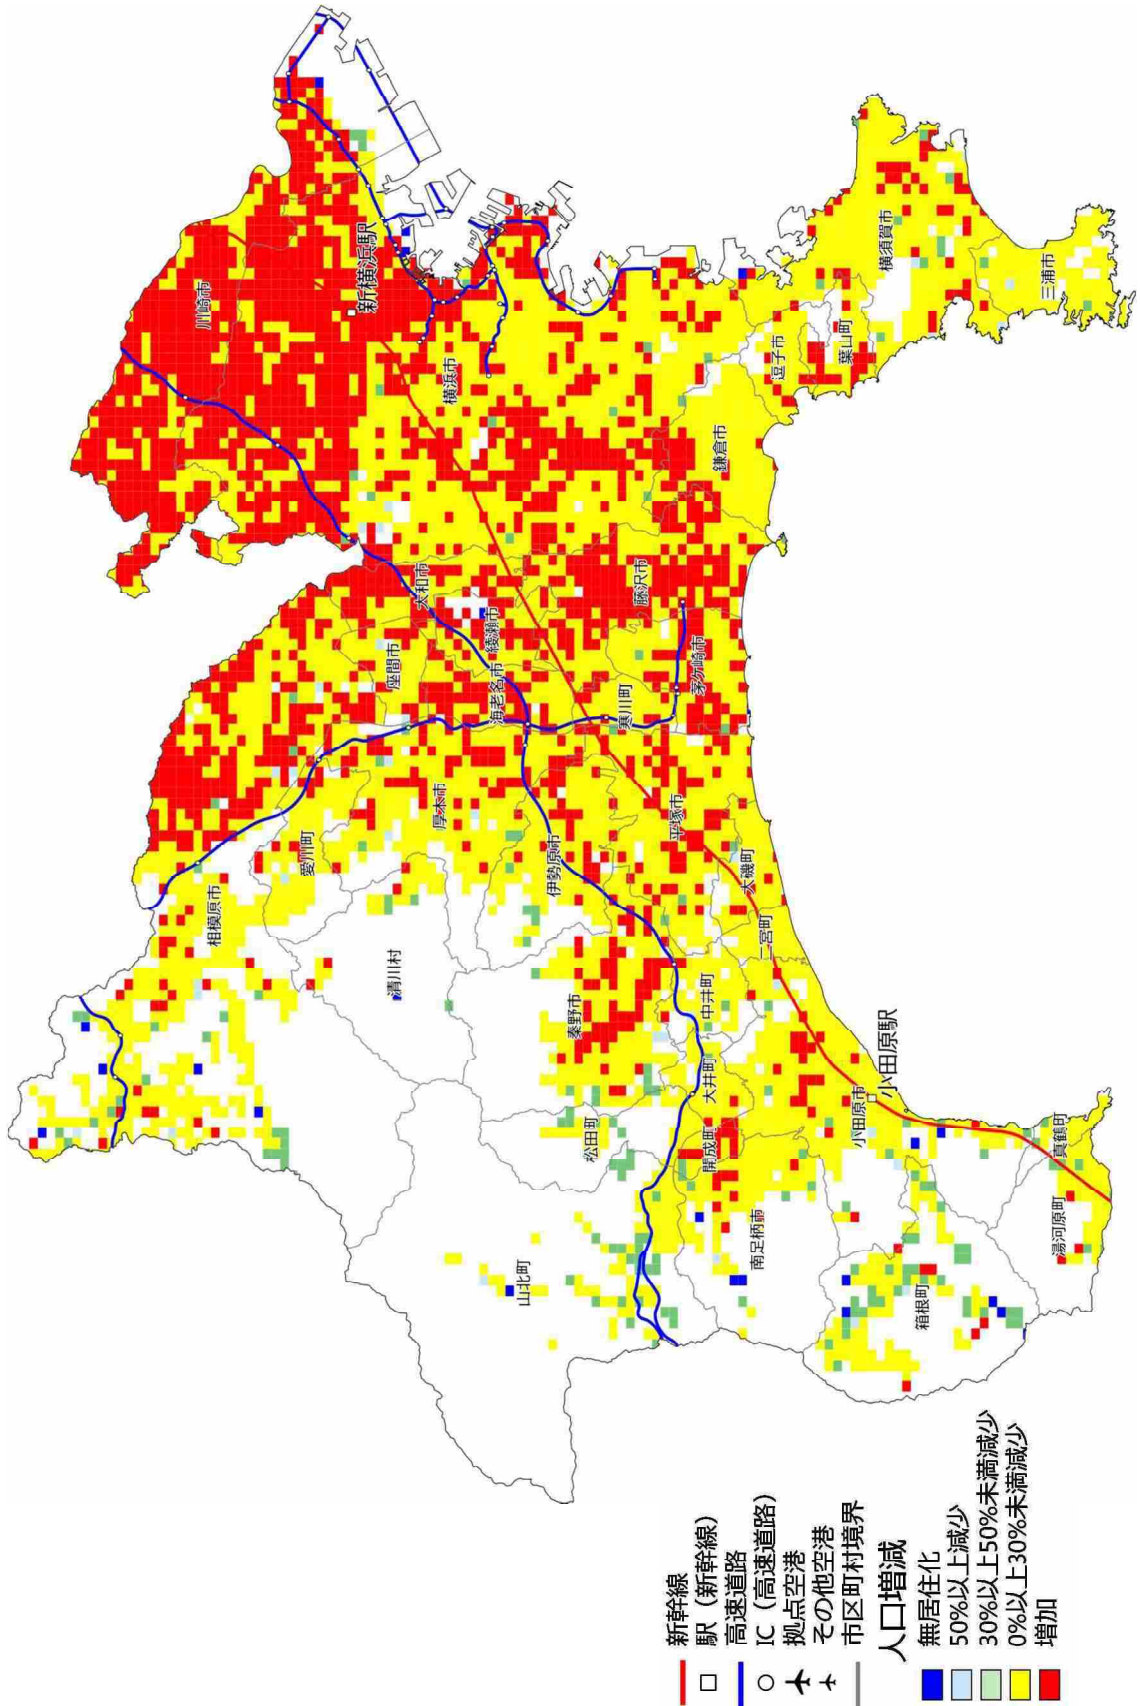 川崎市
新横浜駅
横浜市
横須賀市
三浦市
逗子市
葉山町
鎌倉市
大和市
藤沢市
座間市
綾瀬市
海老名市
茅ケ崎市
寒川町
厚木市
愛川町
相模原市
伊勢原市
平塚市
大磯町
二宮町
清川村
秦野市
中井町
大井町
松田町
開成町
小田原市
小田原駅
山北町
南足柄市
箱根町
真鶴町
湯河原町
新幹線
駅（新幹線）
高速道路
IC（高速道路）
拠点空港
その他空港
市区町村境界
人口増減
無居住化
50%以上減少
30%以上50%未満減少
0%以上30%未満減少
増加